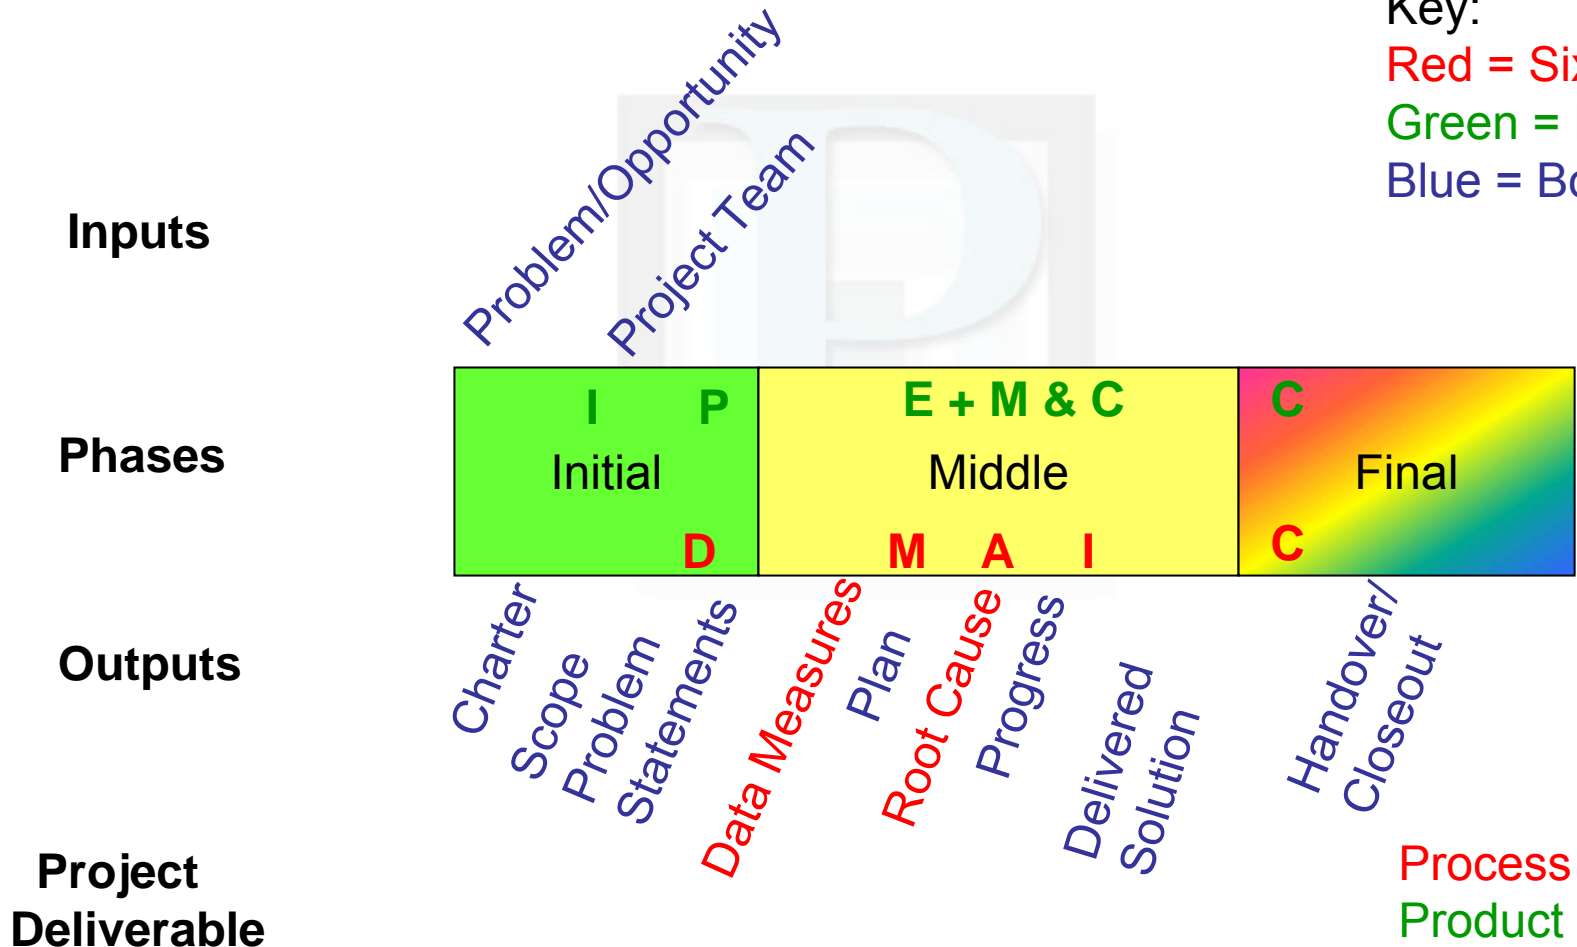 Key:
Red = Six
Green =
Blue = Bo
Inputs
Problem/Opportunity
Project Team
Phases
I P
Initial
D
E + M & C
Middle
M A I
C
Final
C
Outputs
Charter
Scope
Problem
Statements
Data Measures
Plan
Root Cause
Progress
Delivered
Solution
Handover/
Closeout
Project
Deliverable
Process
Product